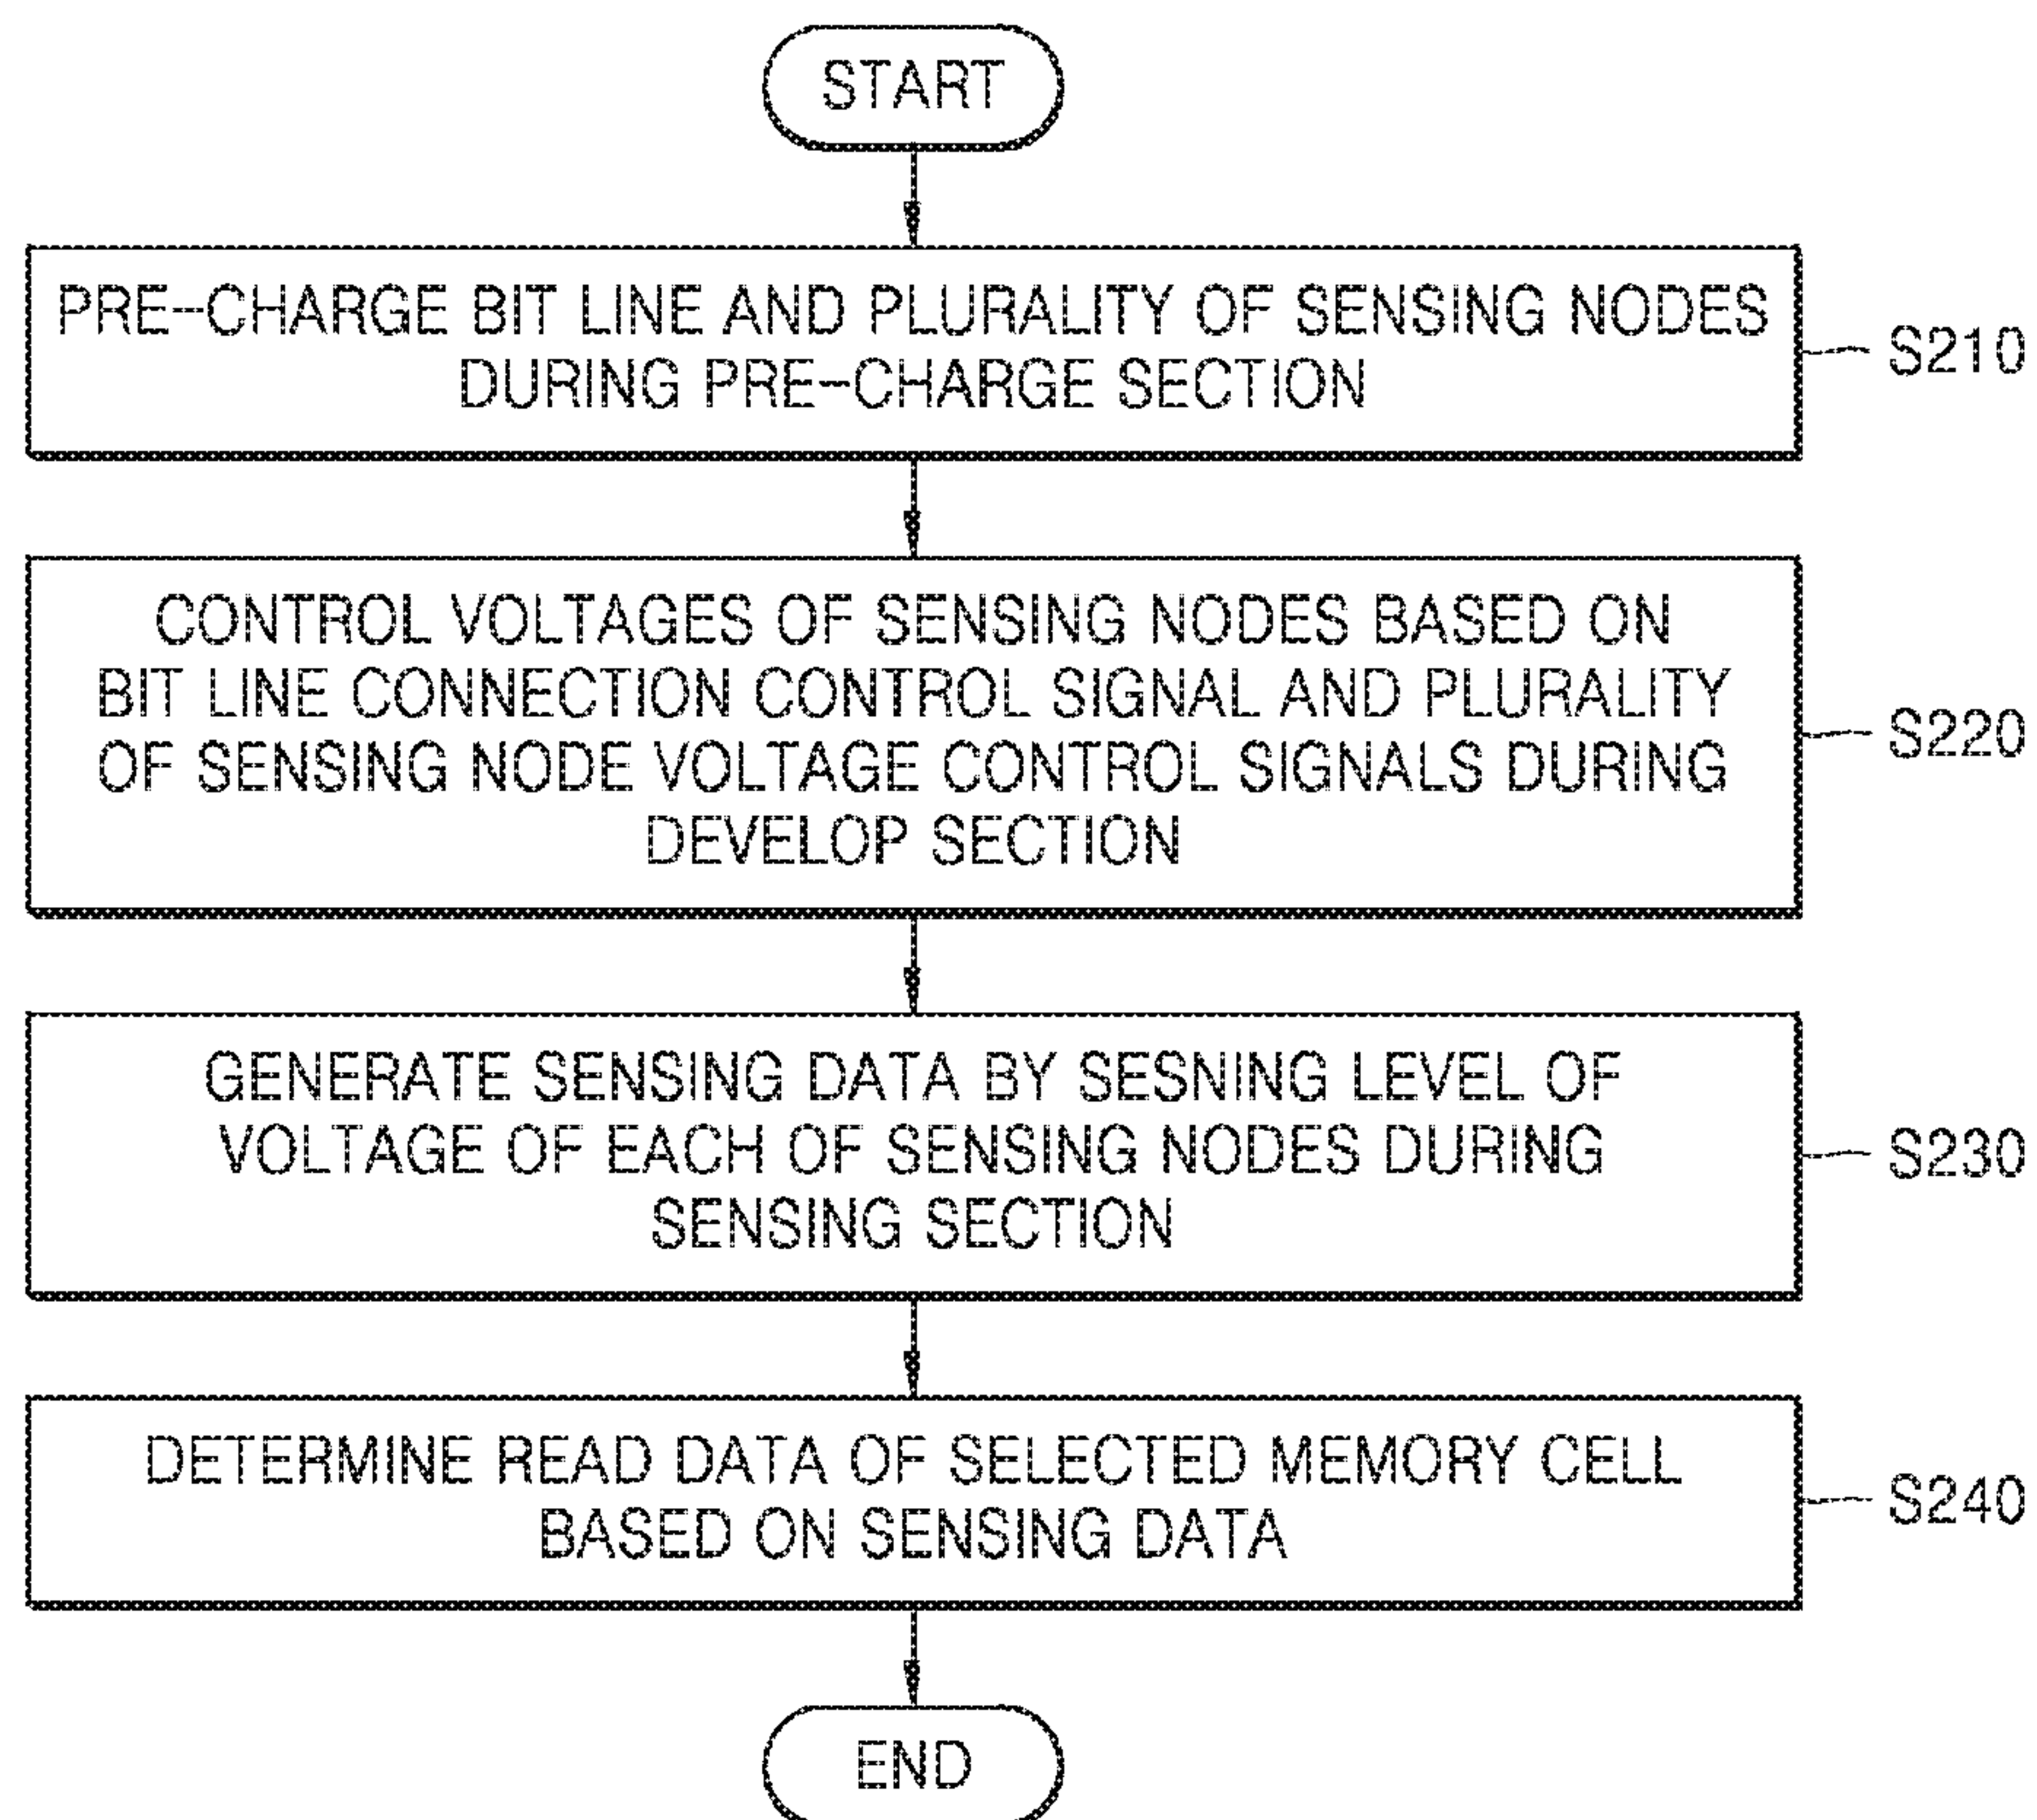 START
PRE-CHARGE BIT LINE AND PLURALITY OF SENSING NODES
DURING PRE-CHARGE SECTION
S210
CONTROL VOLTAGES OF SENSING NODES BASED ON
BIT LINE CONNECTION CONTROL SIGNAL AND PLURALITY
OF SENSING NODE VOLTAGE CONTROL SIGNALS DURING
DEVELOP SECTION
S220
GENERATE SENSING DATA BY SESNING LEVEL OF
VOLTAGE OF EACH OF SENSING NODES DURING
SENSING SECTION
S230
DETERMINE READ DATA OF SELECTED MEMORY CELL
BASED ON SENSING DATA
S240
END